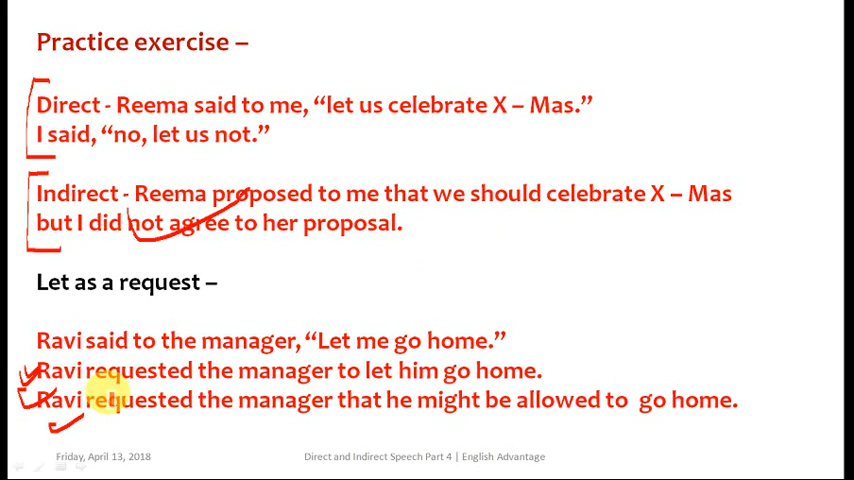 Practice exercise –
Direct - Reema said to me, “let us celebrate X – Mas.”
I said, “no, let us not.”
Indirect - Reema proposed to me that we should celebrate X – Mas
but I did not agree to her proposal.
Let as a request –
Ravi said to the manager, “Let me go home.”
Ravi requested the manager to let him go home.
Ravi requested the manager that he might be allowed to go home.
Friday, April 13, 2018
Direct and Indirect Speech Part 4 | English Advantage